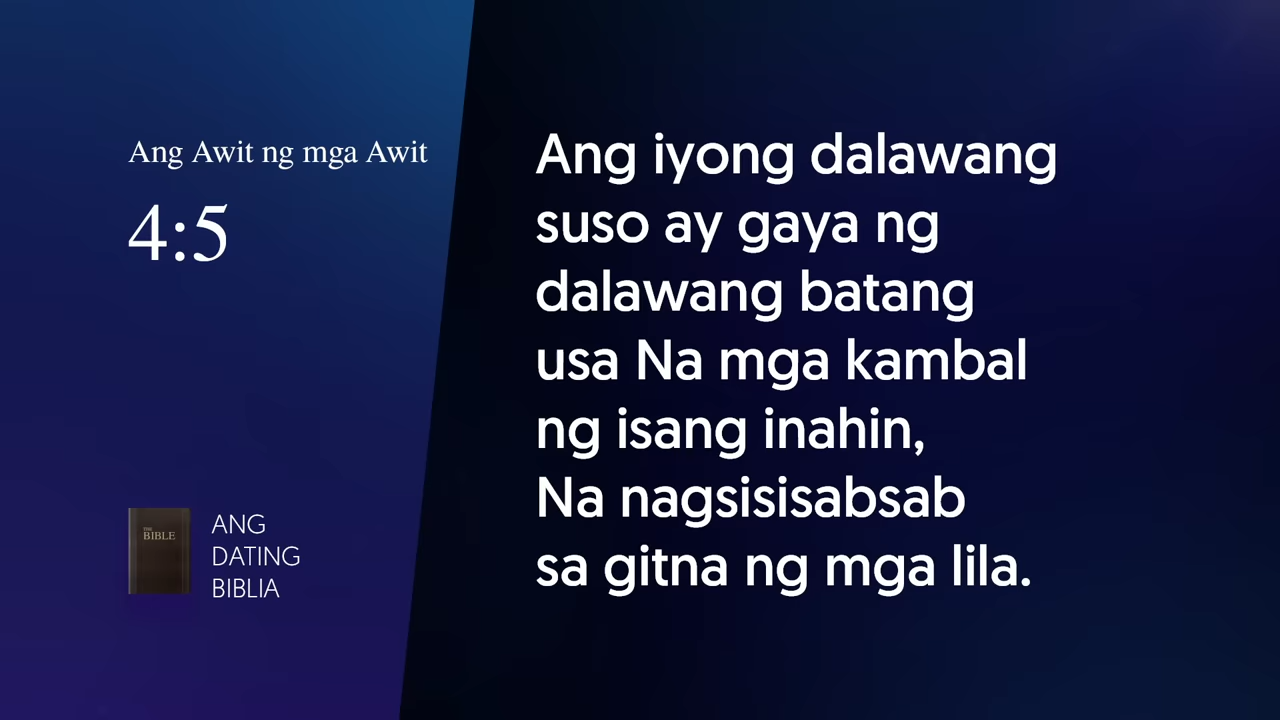 Ang Awit ng mga Awit
4:5
Ang iyong dalawang
suso ay gaya ng
dalawang batang
usa Na mga kambal
ng isang inahin,
Na nagsisisabsab
sa gitna ng mga lila.
THE
BIBLE
ANG
DATING
BIBLIA